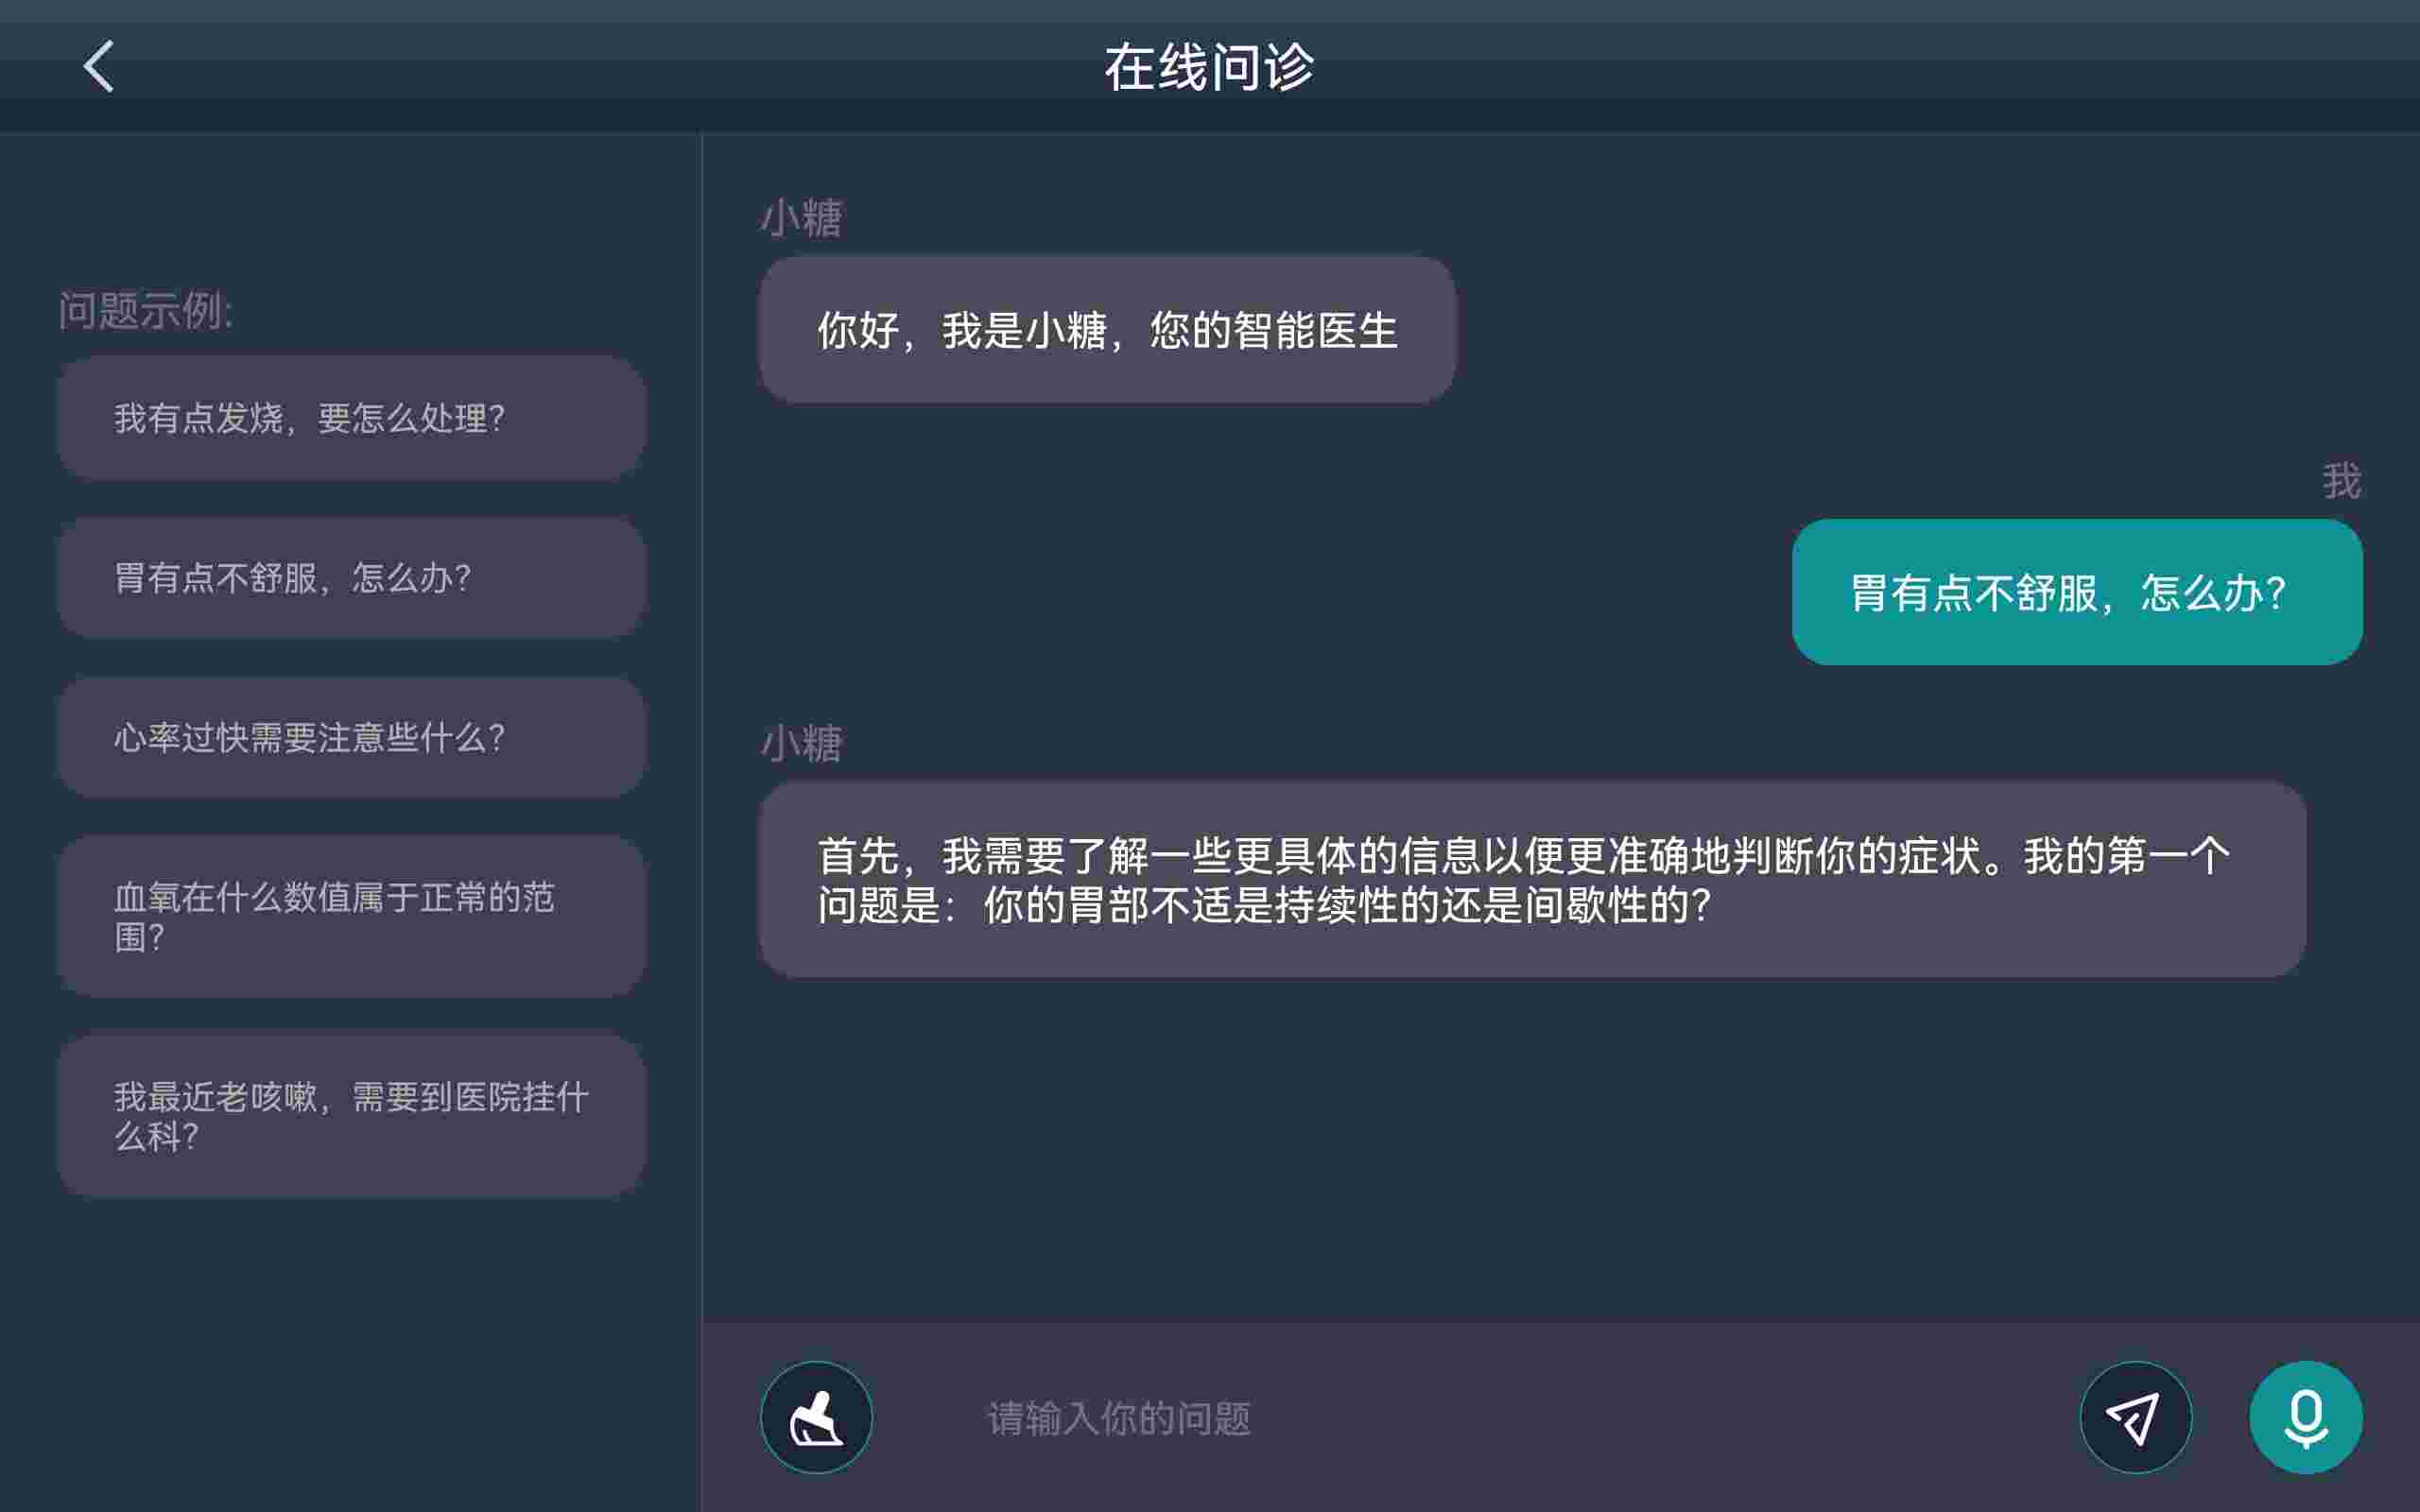 在线问诊
问题示例:
我有点发烧，要怎么处理？
胃有点不舒服，怎么办？
心率过快需要注意些什么？
血氧在什么数值属于正常的范
围？
我最近老咳嗽，需要到医院挂什
么科？
小糖
你好，我是小糖，您的智能医生
我
胃有点不舒服，怎么办？
小糖
首先，我需要了解一些更具体的信息以便更准确地判断你的症状。我的第一个
问题是：你的胃部不适是持续性的还是间歇性的？
请输入你的问题